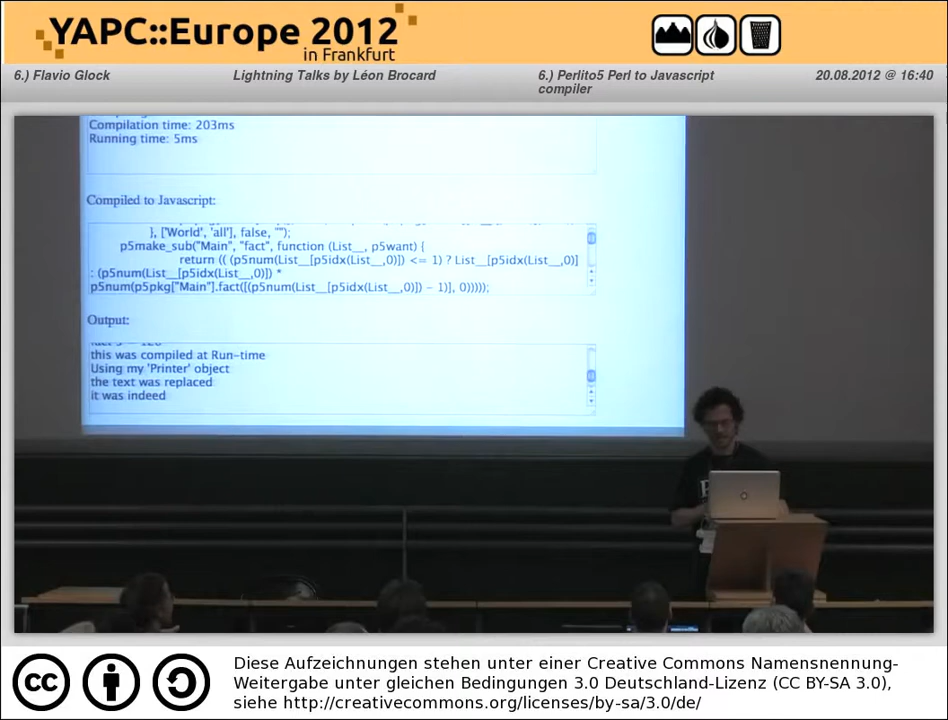 YAPC::Europe 2012
in Frankfurt
6.) Flavio Glock
Lightning Talks by Léon Brocard
6.) Perlito5 Perl to Javascript
compiler
20.08.2012 @ 16:40
Compilation time: 203ms
Running time: 5ms
Compiled to Javascript:
}, ['World', 'all'], false, "");
p5make_sub("Main", "fact", function (List__, p5want) {
return (( (p5num(List__[p5idx(List__,0)]) <= 1) ? List__[p5idx(List__,0)]
: (p5num(List__[p5idx(List__,0)]) *
p5num(p5pkg["Main"].fact([(p5num(List__[p5idx(List__,0)]) - 1)], 0)))));
Output:
this was compiled at Run-time
Using my 'Printer' object
the text was replaced
it was indeed
cc
Diese Aufzeichnungen stehen unter einer Creative Commons Namensnennung-
Weitergabe unter gleichen Bedingungen 3.0 Deutschland-Lizenz (CC BY-SA 3.0),
siehe http://creativecommons.org/licenses/by-sa/3.0/de/